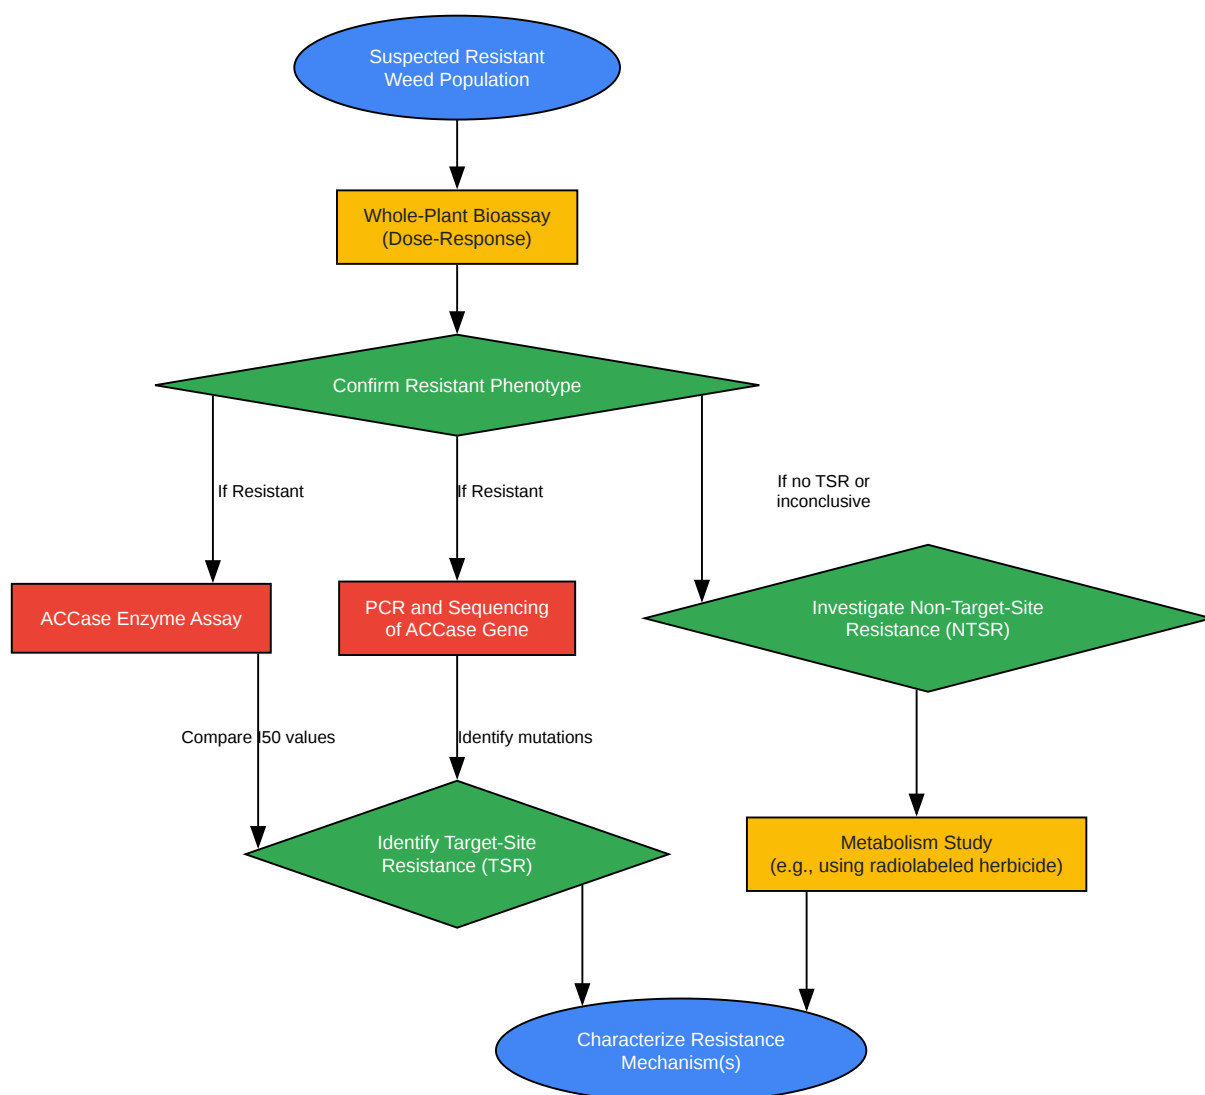 Suspected Resistant
Weed Population
Whole-Plant Bioassay
(Dose-Response)
Confirm Resistant Phenotype
If Resistant
If Resistant
If no TSR or
inconclusive
ACCase Enzyme Assay
PCR and Sequencing
of ACCase Gene
Investigate Non-Target-Site
Resistance (NTSR)
Compare I50 values
Identify mutations
Identify Target-Site
Resistance (TSR)
Metabolism Study
(e.g., using radiolabeled herbicide)
Characterize Resistance
Mechanism(s)